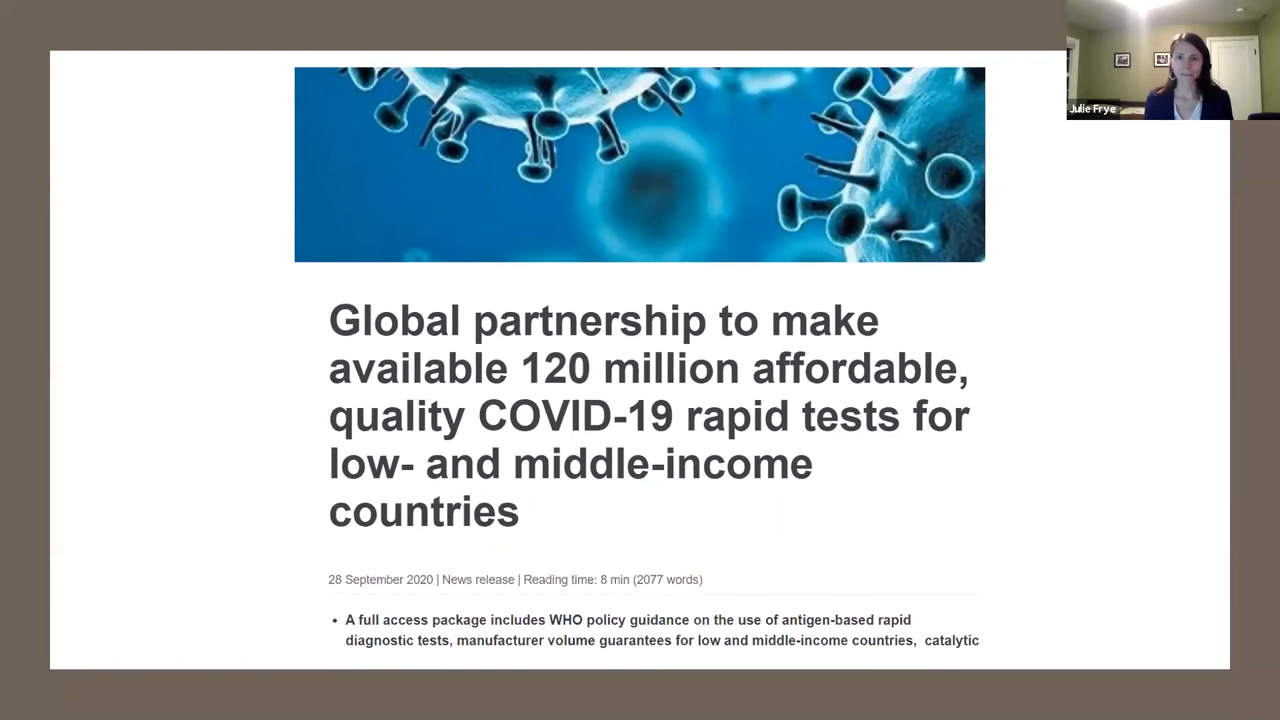 Julie Frye
Global partnership to make
available 120 million affordable,
quality COVID-19 rapid tests for
low- and middle-income
countries
28 September 2020 | News release | Reading time: 8 min (2077 words)
• A full access package includes WHO policy guidance on the use of antigen-based rapid
diagnostic tests, manufacturer volume guarantees for low and middle-income countries, catalytic